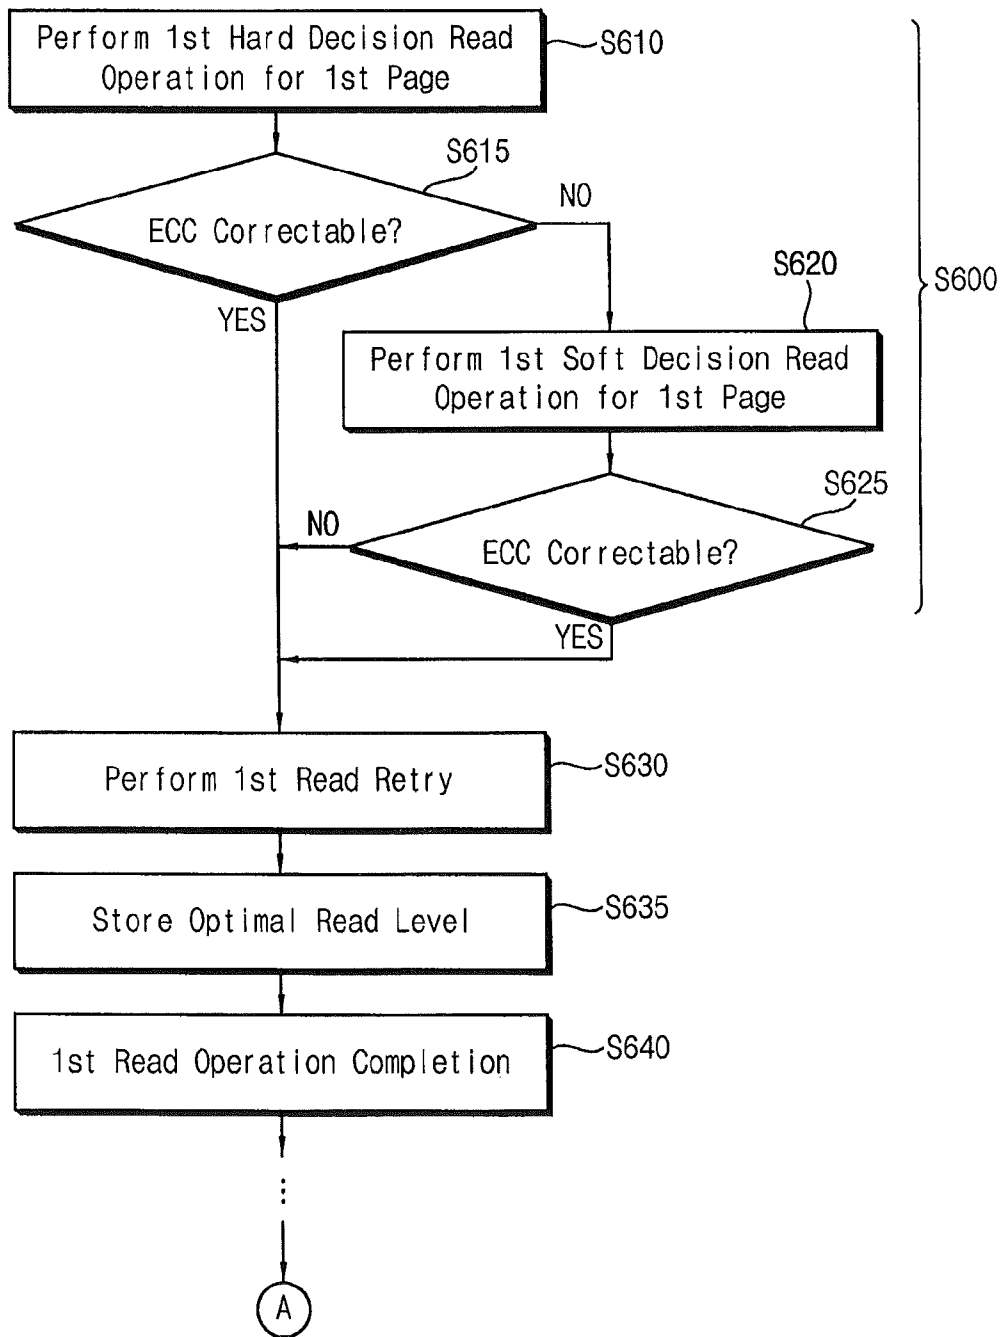 Perform 1st Hard Decision Read
Operation for 1st Page
S610
S615
ECC Correctable?
NO
YES
S620
S600
Perform 1st Soft Decision Read
Operation for 1st Page
S625
NO
ECC Correctable?
YES
Perform 1st Read Retry
S630
Store Optimal Read Level
S635
1st Read Operation Completion
S640
⋮
A